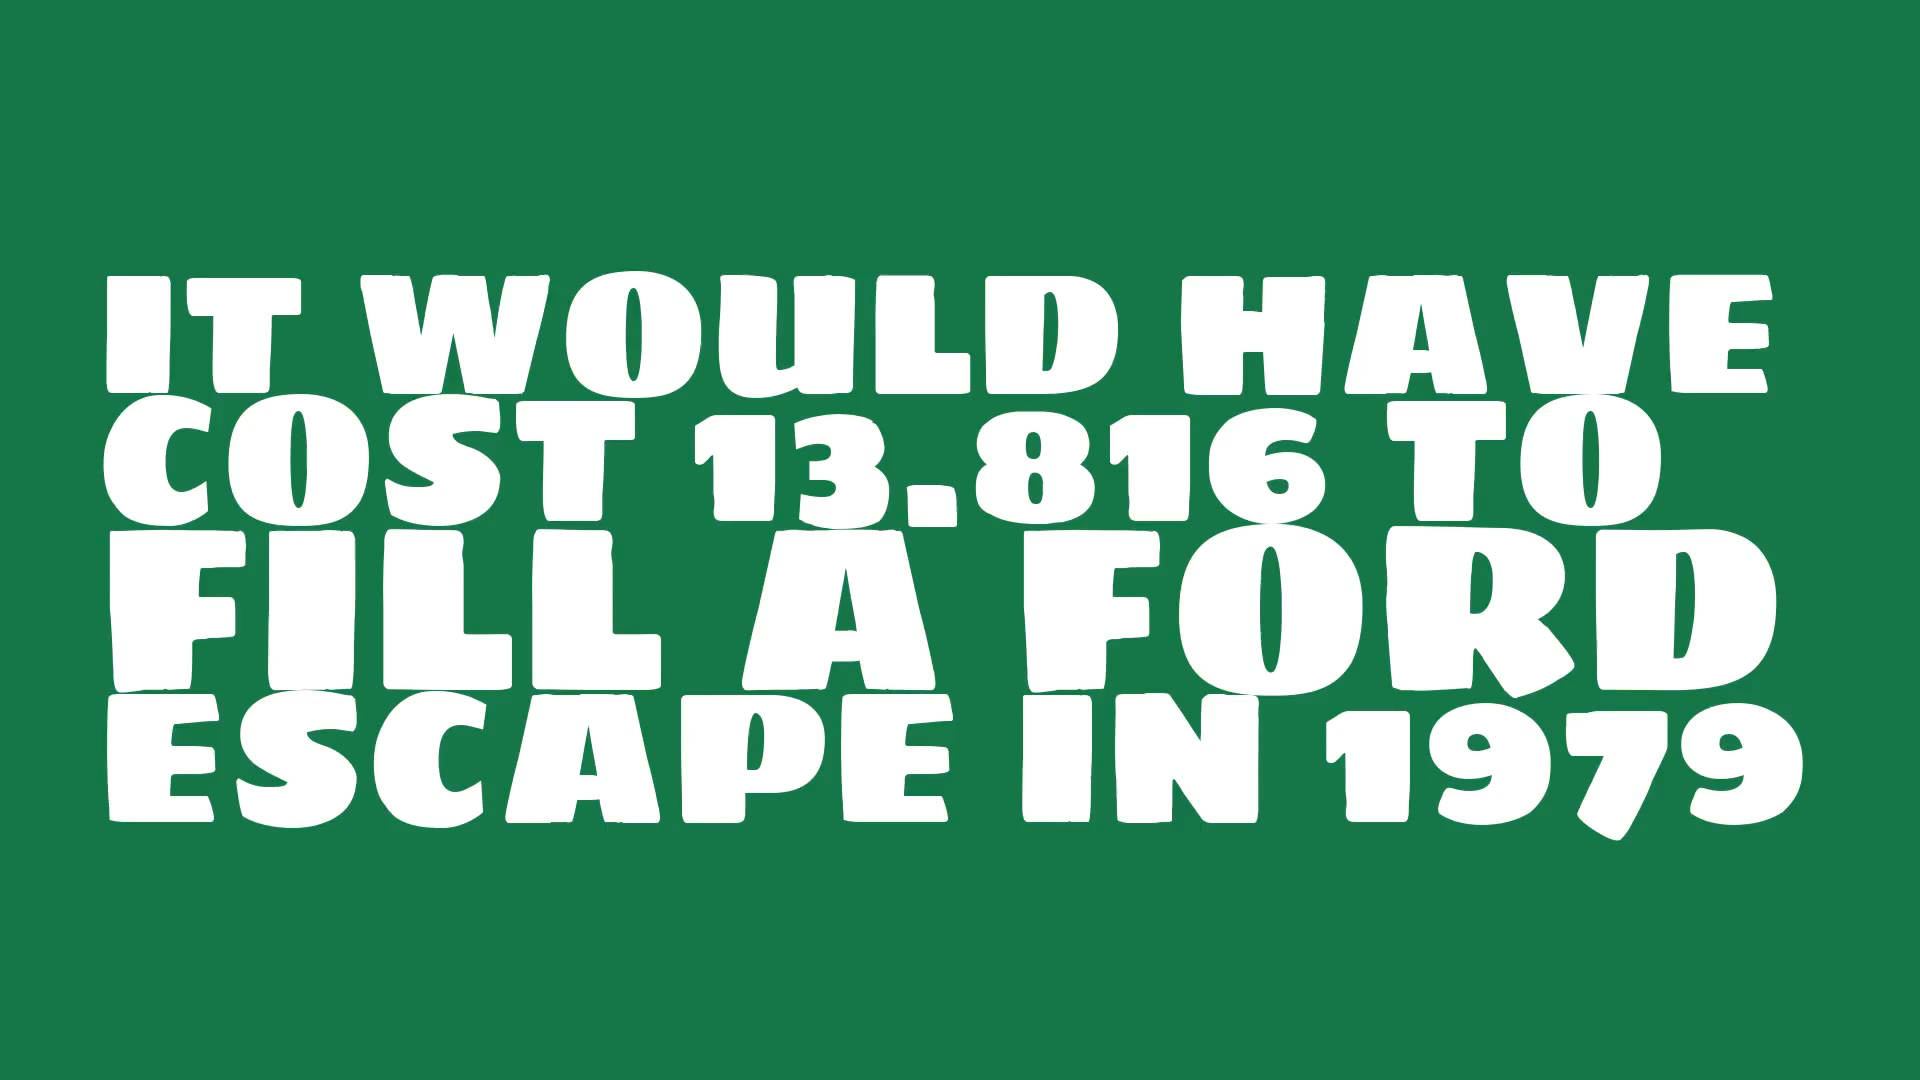 IT WOULD HAVE
COST 13.816 TO
FILL A FORD
ESCAPE IN 1979